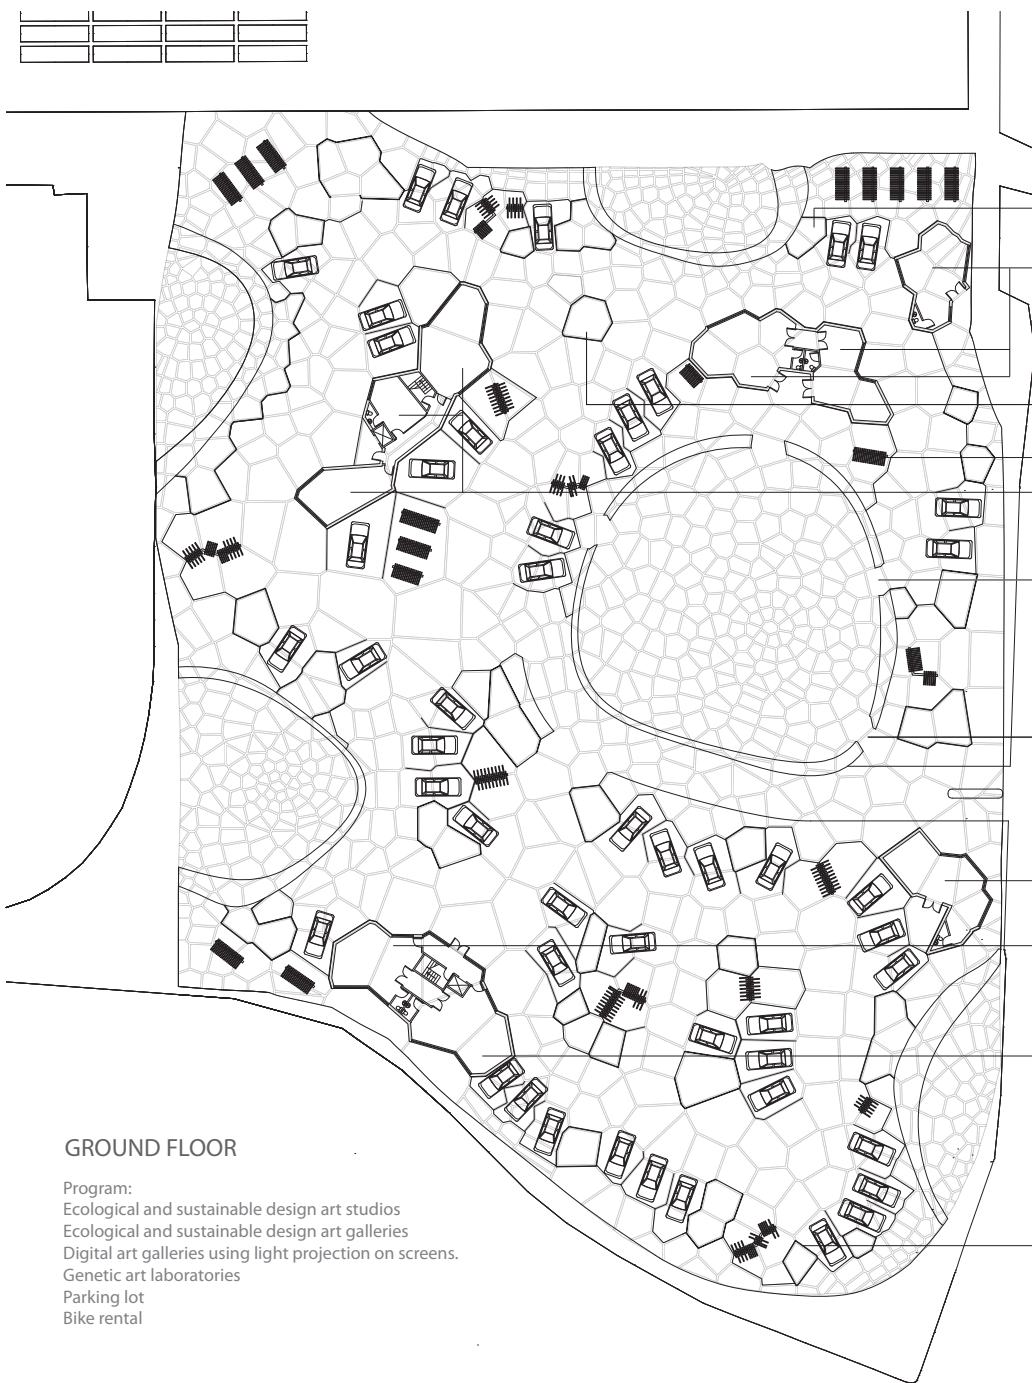 GROUND FLOOR
Program:
Ecological and sustainable design art studios
Ecological and sustainable design art galleries
Digital art galleries using light projection on screens.
Genetic art laboratories
Parking lot
Bike rental